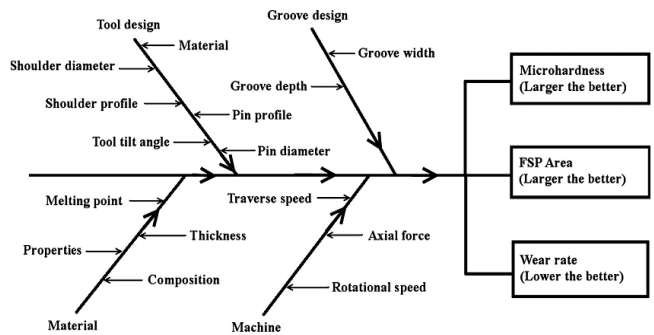 Tool design
Groove design
Material
Groove width
Shoulder diameter
Groove depth
Shoulder profile
Pin profile
Tool tilt angle
Pin diameter
Microhardness
(Larger the better)
FSP Area
(Larger the better)
Wear rate
(Lower the better)
Melting point
Traverse speed
Thickness
Axial force
Properties
Composition
Rotational speed
Material
Machine